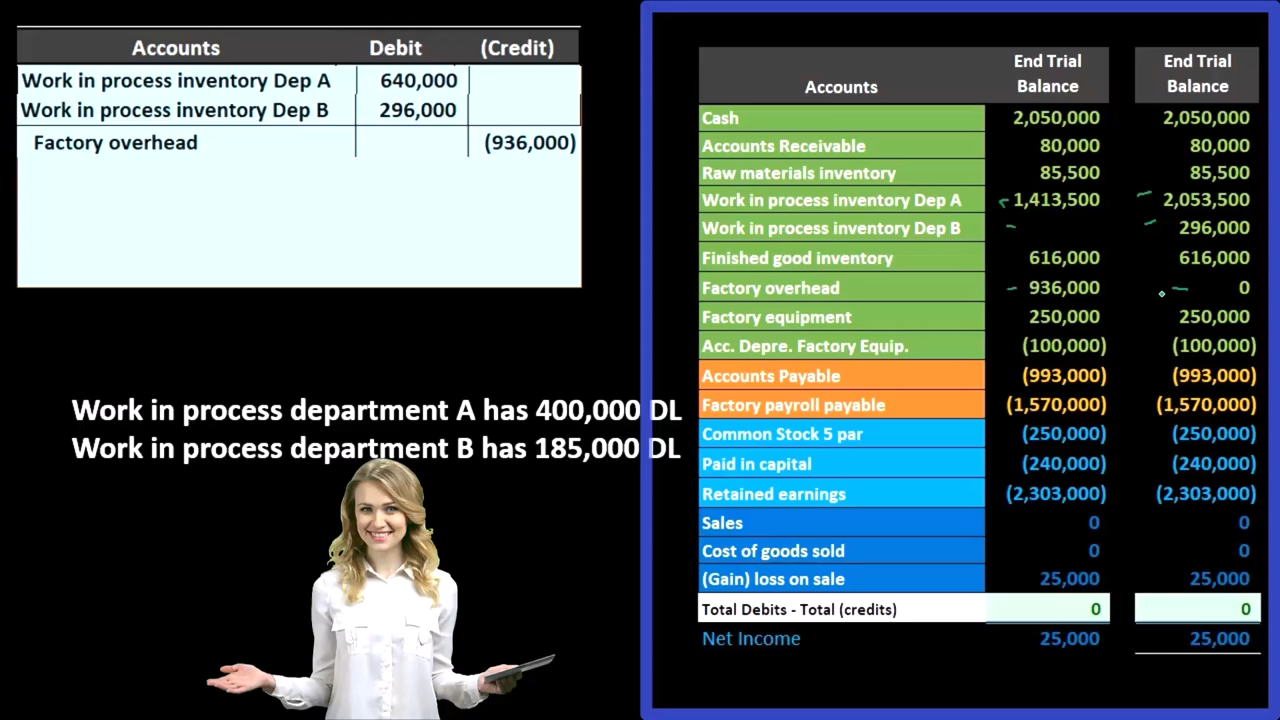 Accounts Debit (Credit)
Work in process inventory Dep A 640,000
Work in process inventory Dep B 296,000
Factory overhead (936,000)
Work in process department A has 400,000 DL
Work in process department B has 185,000 DL
Accounts End Trial Balance End Trial Balance
Cash 2,050,000 2,050,000
Accounts Receivable 80,000 80,000
Raw materials inventory 85,500 85,500
Work in process inventory Dep A 1,413,500 2,053,500
Work in process inventory Dep B 296,000
Finished good inventory 616,000 616,000
Factory overhead 936,000 0
Factory equipment 250,000 250,000
Acc. Depre. Factory Equip. (100,000) (100,000)
Accounts Payable (993,000) (993,000)
Factory payroll payable (1,570,000) (1,570,000)
Common Stock 5 par (250,000) (250,000)
Paid in capital (240,000) (240,000)
Retained earnings (2,303,000) (2,303,000)
Sales 0 0
Cost of goods sold 0 0
(Gain) loss on sale 25,000 25,000
Total Debits - Total (credits) 0 0
Net Income 25,000 25,000